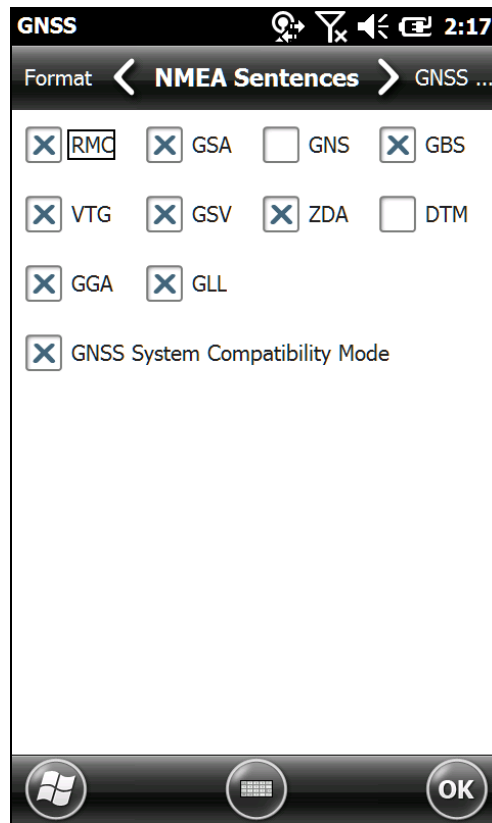 GNSS 2:17
Format NMEA Sentences GNSS ...
RMC GSA GNS GBS
VTG GSV ZDA DTM
GGA GLL
GNSS System Compatibility Mode
OK